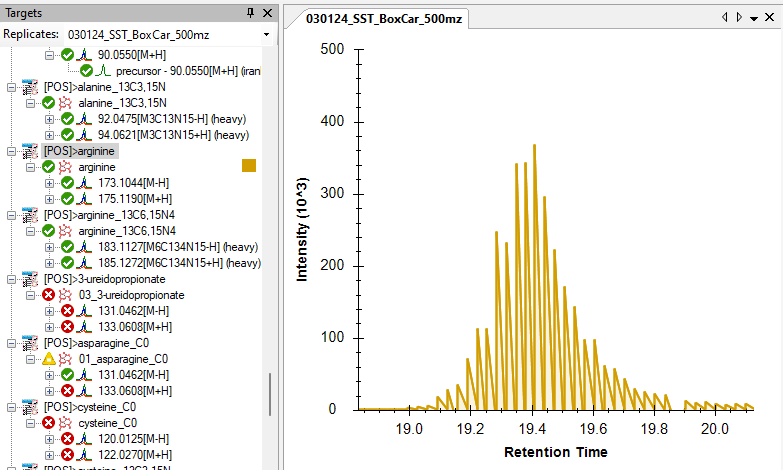 Targets
Replicates: 030124_SST_BoxCar_500mz
90.0550[M+H]
precursor - 90.0550[M+H] (iran
[POS]>alanine_13C3,15N
alanine_13C3,15N
92.0475[M3C13N15-H] (heavy)
94.0621[M3C13N15+H] (heavy)
[POS]>arginine
arginine
173.1044[M-H]
175.1190[M+H]
[POS]>arginine_13C6,15N4
arginine_13C6,15N4
183.1127[M6C134N15-H] (heavy)
185.1272[M6C134N15+H] (heavy)
[POS]>3-ureidopropionate
03_3-ureidopropionate
131.0462[M-H]
133.0608[M+H]
[POS]>asparagine_C0
01_asparagine_C0
131.0462[M-H]
133.0608[M+H]
[POS]>cysteine_C0
cysteine_C0
120.0125[M-H]
122.0270[M+H]
030124_SST_BoxCar_500mz
500
400
300
200
100
0
Intensity (10^3)
19.0 19.2 19.4 19.6 19.8 20.0
Retention Time